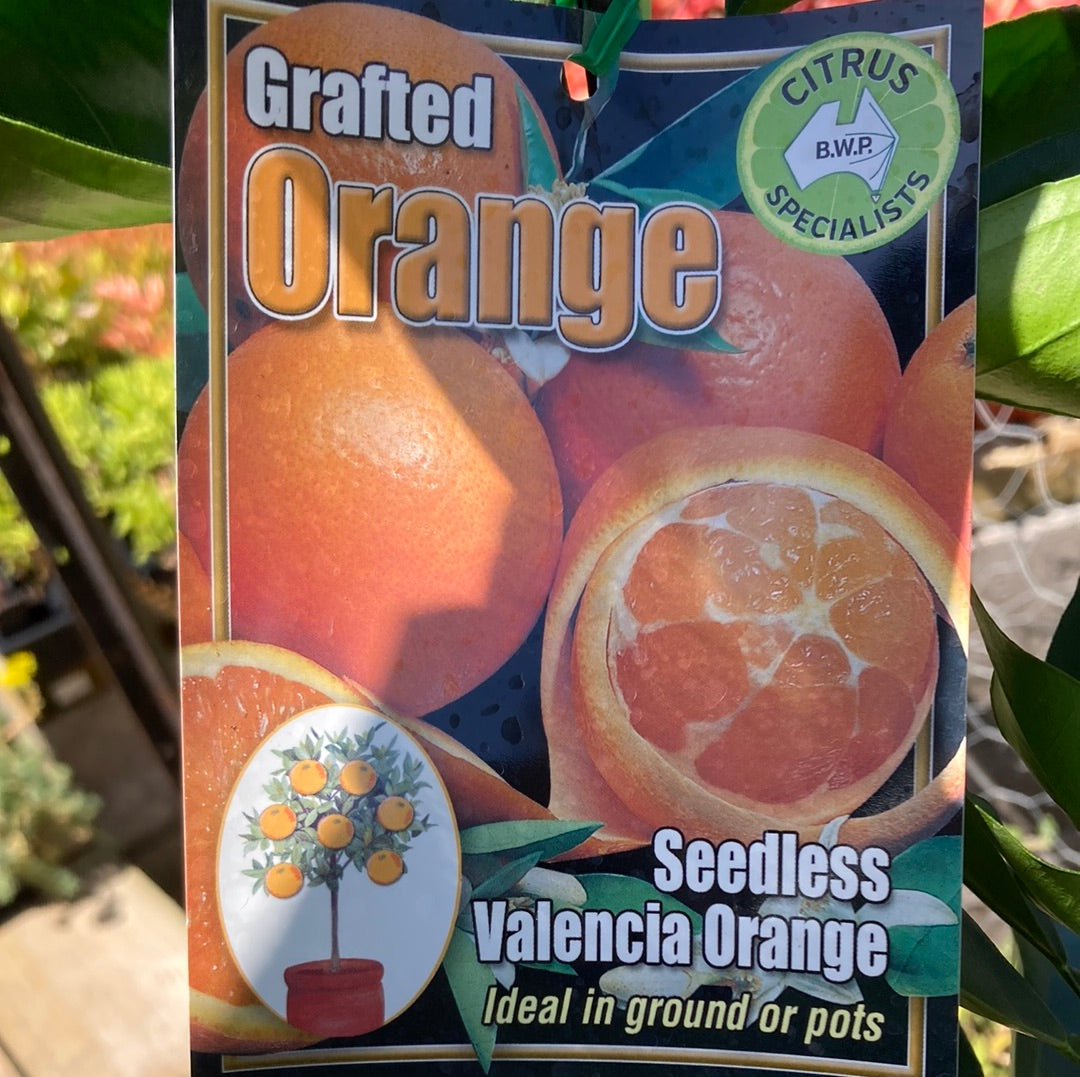 Grafted
Orange
CITRUS
B.W.P.
SPECIALISTS
Seedless
Valencia Orange
Ideal in ground or pots